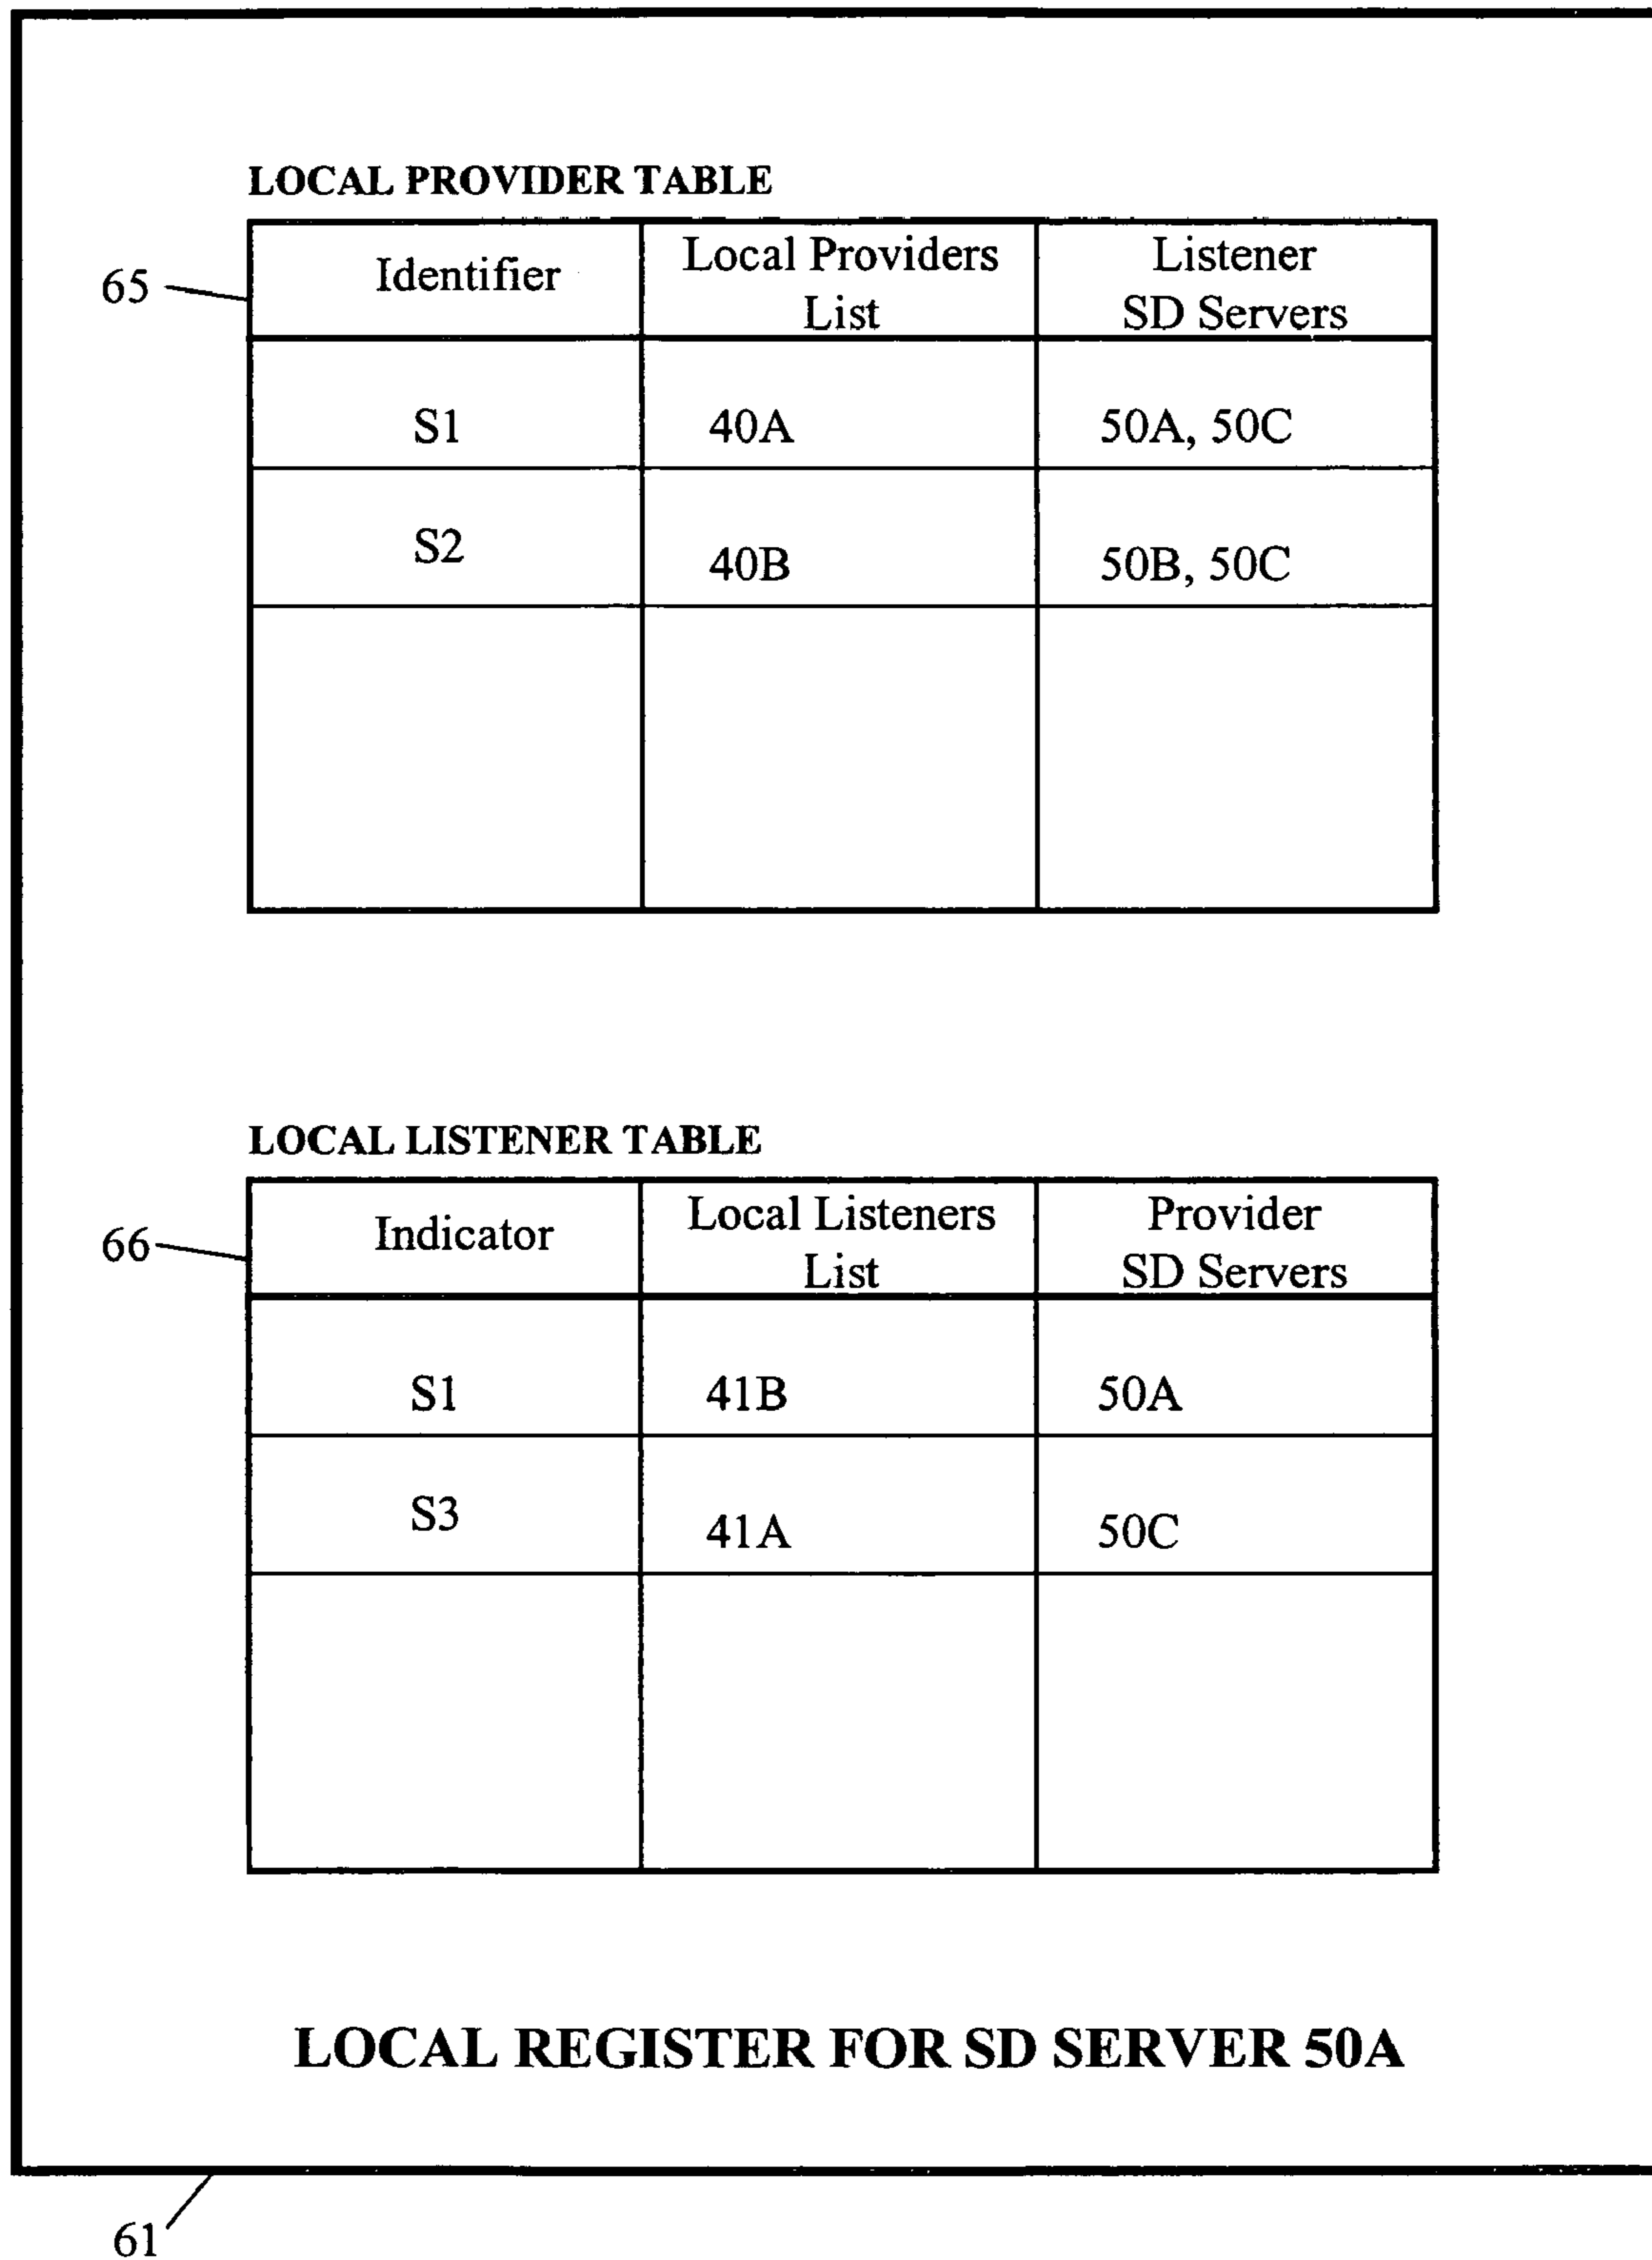 LOCAL PROVIDER TABLE
65
Identifier
Local Providers
List
Listener
SD Servers
S1
40A
50A, 50C
S2
40B
50B, 50C
LOCAL LISTENER TABLE
66
Indicator
Local Listeners
List
Provider
SD Servers
S1
41B
50A
S3
41A
50C
LOCAL REGISTER FOR SD SERVER 50A
61